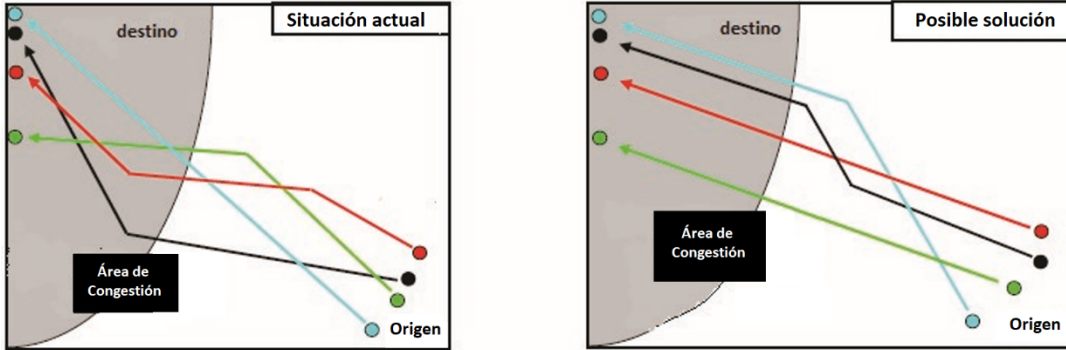 Situación actual
destino
Área de
Congestión
Origen
Posible solución
destino
Área de
Congestión
Origen